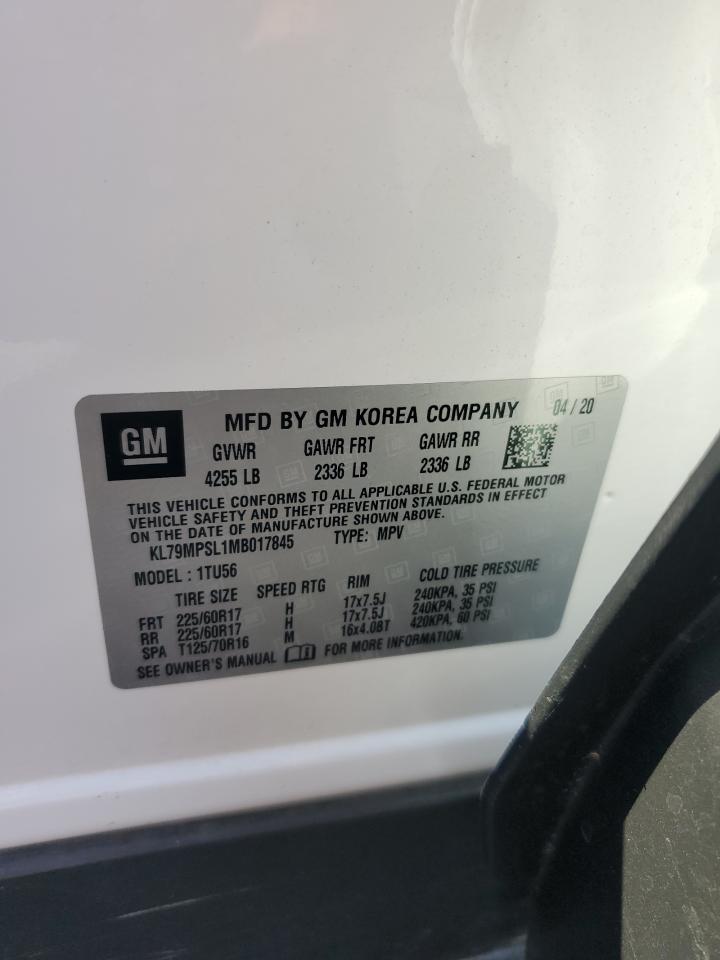 GM MFD BY GM KOREA COMPANY 04 / 20
GVWR GAWR FRT GAWR RR
4255 LB 2336 LB 2336 LB
THIS VEHICLE CONFORMS TO ALL APPLICABLE U.S. FEDERAL MOTOR
VEHICLE SAFETY AND THEFT PREVENTION STANDARDS IN EFFECT
ON THE DATE OF MANUFACTURE SHOWN ABOVE.
KL79MPSL1MB017845 TYPE: MPV
MODEL : 1TU56
TIRE SIZE SPEED RTG RIM COLD TIRE PRESSURE
FRT 225/60R17 H 17x7.5J 240KPA, 35 PSI
RR 225/60R17 H 17x7.5J 240KPA, 35 PSI
SPA T125/70R16 M 16x4.0BT 420KPA, 60 PSI
SEE OWNER'S MANUAL FOR MORE INFORMATION.